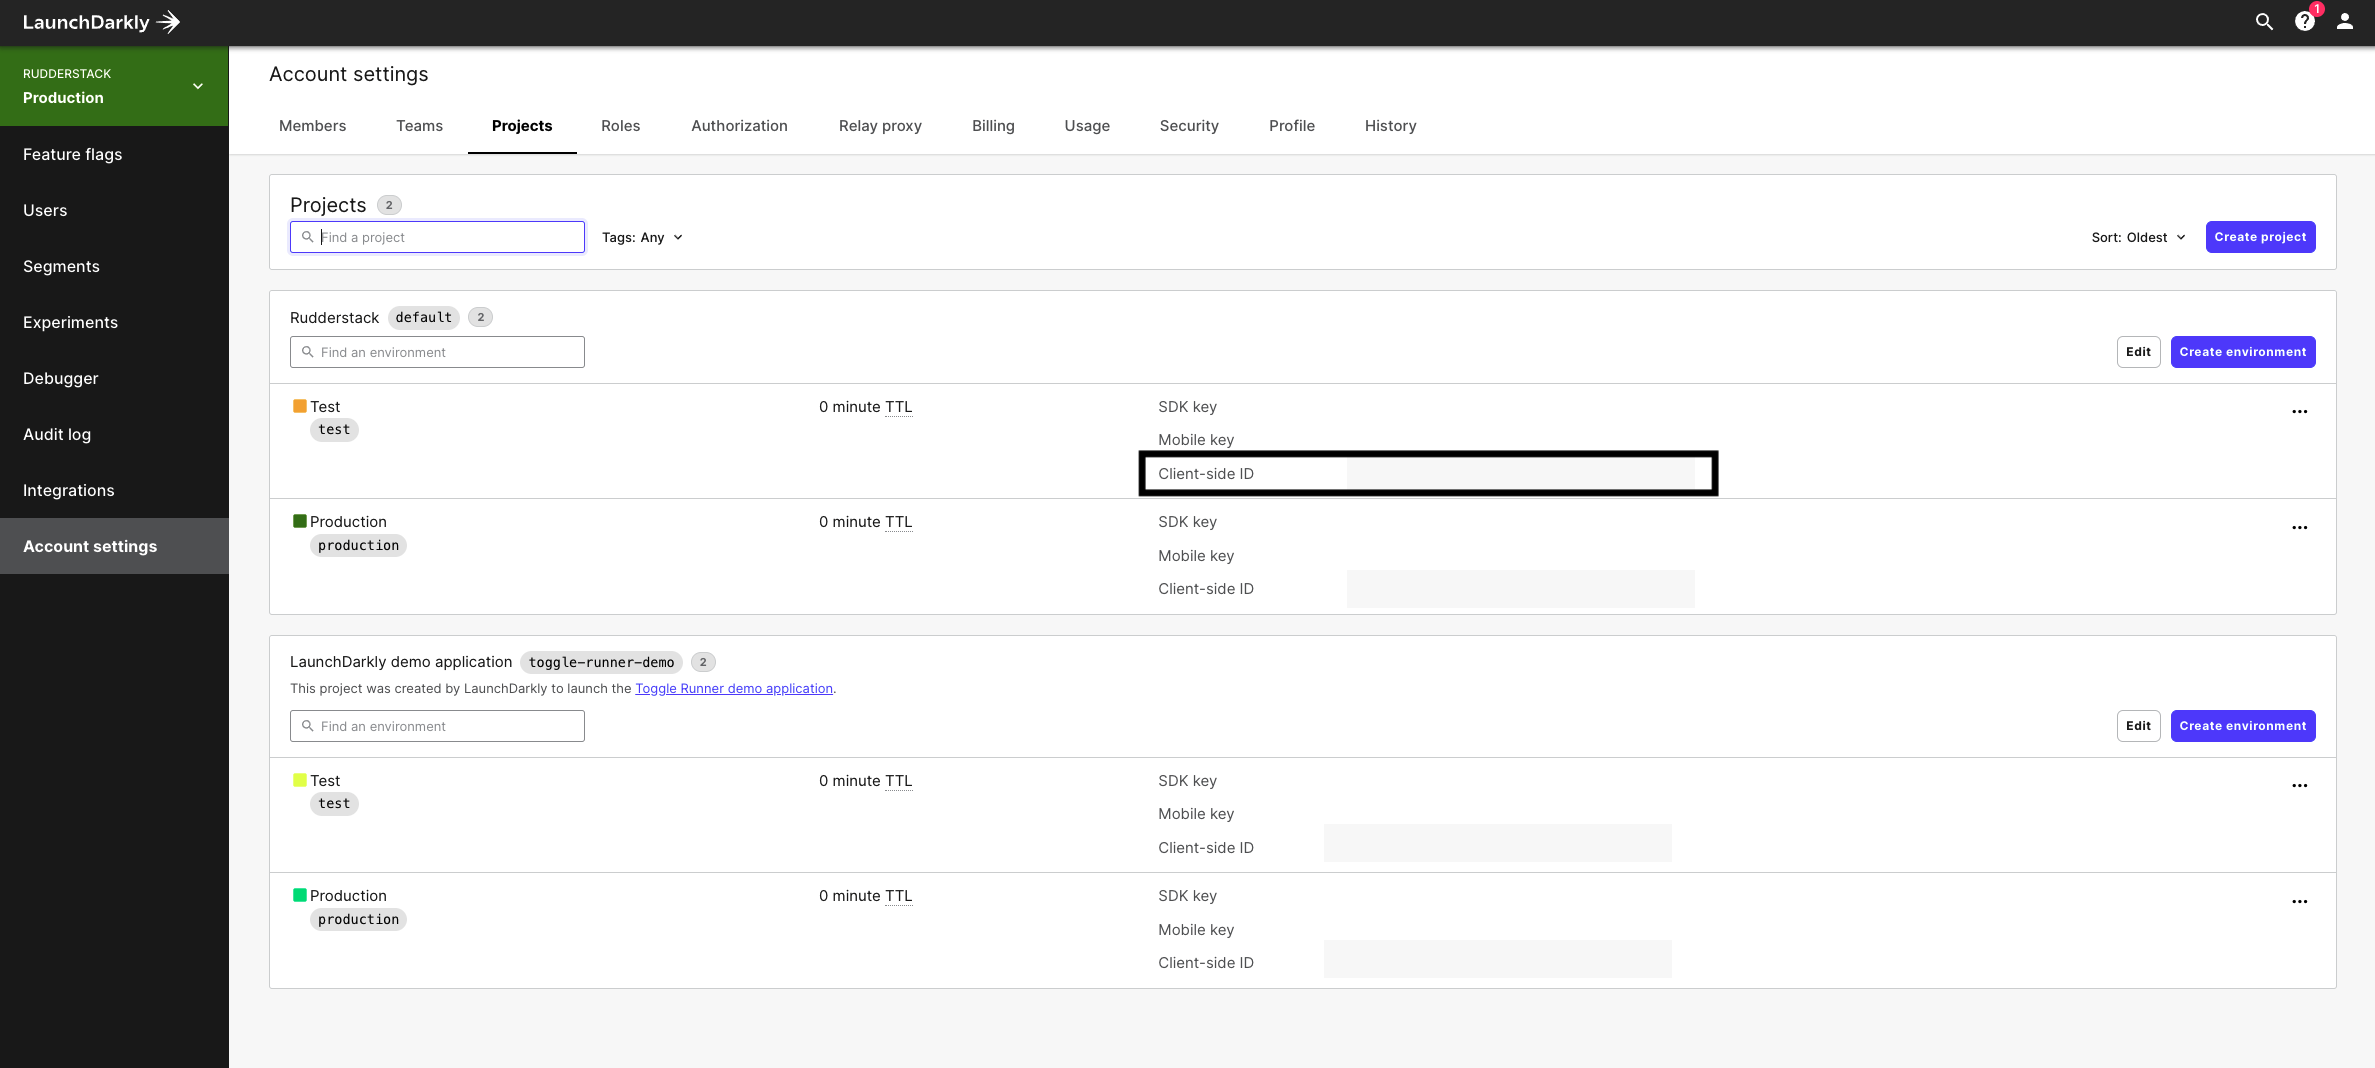 LaunchDarkly
1
RUDDERSTACK
Production
Feature flags
Users
Segments
Experiments
Debugger
Audit log
Integrations
Account settings
Account settings
Members Teams Projects Roles Authorization Relay proxy Billing Usage Security Profile History
Projects 2
Find a project Tags: Any Sort: Oldest Create project
Rudderstack default 2
Find an environment Edit Create environment
Test 0 minute TTL SDK key
test
Mobile key
Client-side ID
Production 0 minute TTL SDK key
production
Mobile key
Client-side ID
LaunchDarkly demo application toggle-runner-demo 2
This project was created by LaunchDarkly to launch the Toggle Runner demo application.
Find an environment Edit Create environment
Test 0 minute TTL SDK key
test
Mobile key
Client-side ID
Production 0 minute TTL SDK key
production
Mobile key
Client-side ID